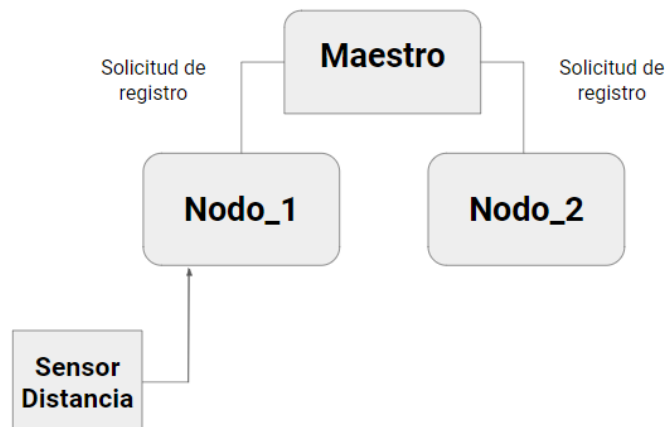 Maestro
Solicitud de
registro
Solicitud de
registro
Nodo_1
Nodo_2
Sensor
Distancia